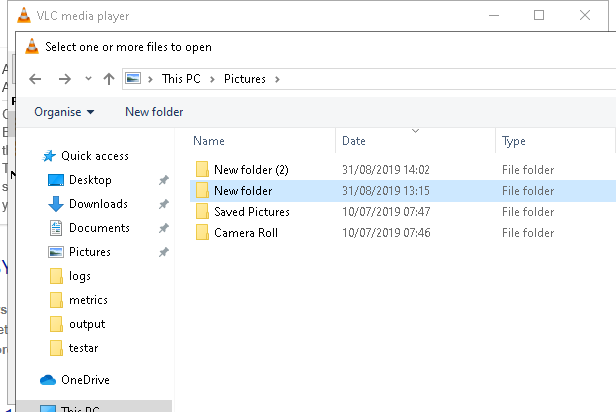 VLC media player
Select one or more files to open
This PC > Pictures >
Organise New folder
Name Date Type
Quick access
Desktop
Downloads
Documents
Pictures
logs
metrics
output
testar
OneDrive
This PC
New folder (2) 31/08/2019 14:02 File folder
New folder 31/08/2019 13:15 File folder
Saved Pictures 10/07/2019 07:47 File folder
Camera Roll 10/07/2019 07:46 File folder